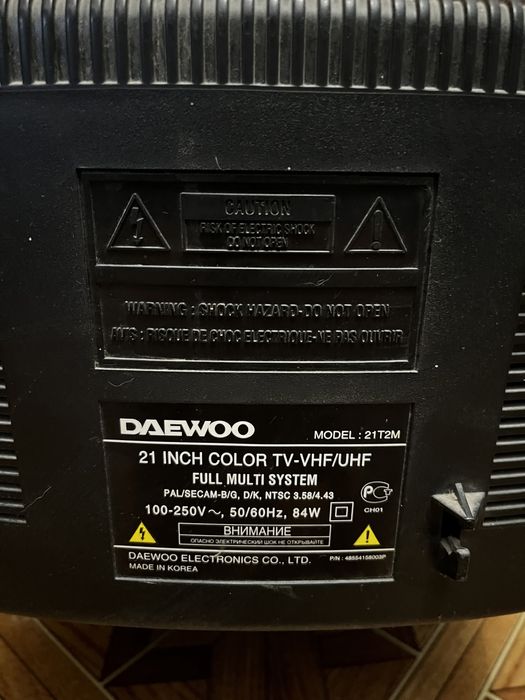 CAUTION
RISK OF ELECTRIC SHOCK
DO NOT OPEN
WARNING : SHOCK HAZARD-DO NOT OPEN
AVIS : RISQUE DE CHOC ELECTRIQUE-NE PAS OUVRIR
DAEWOO MODEL : 21T2M
21 INCH COLOR TV-VHF/UHF
FULL MULTI SYSTEM
PAL/SECAM-B/G, D/K, NTSC 3.58/4.43
100-250V~, 50/60Hz, 84W
CH01
ВНИМАНИЕ
ОПАСНО ЭЛЕКТРИЧЕСКИЙ ШОК НЕ ОТКРЫВАЙТЕ
DAEWOO ELECTRONICS CO., LTD. P/N : 48554158003P
MADE IN KOREA